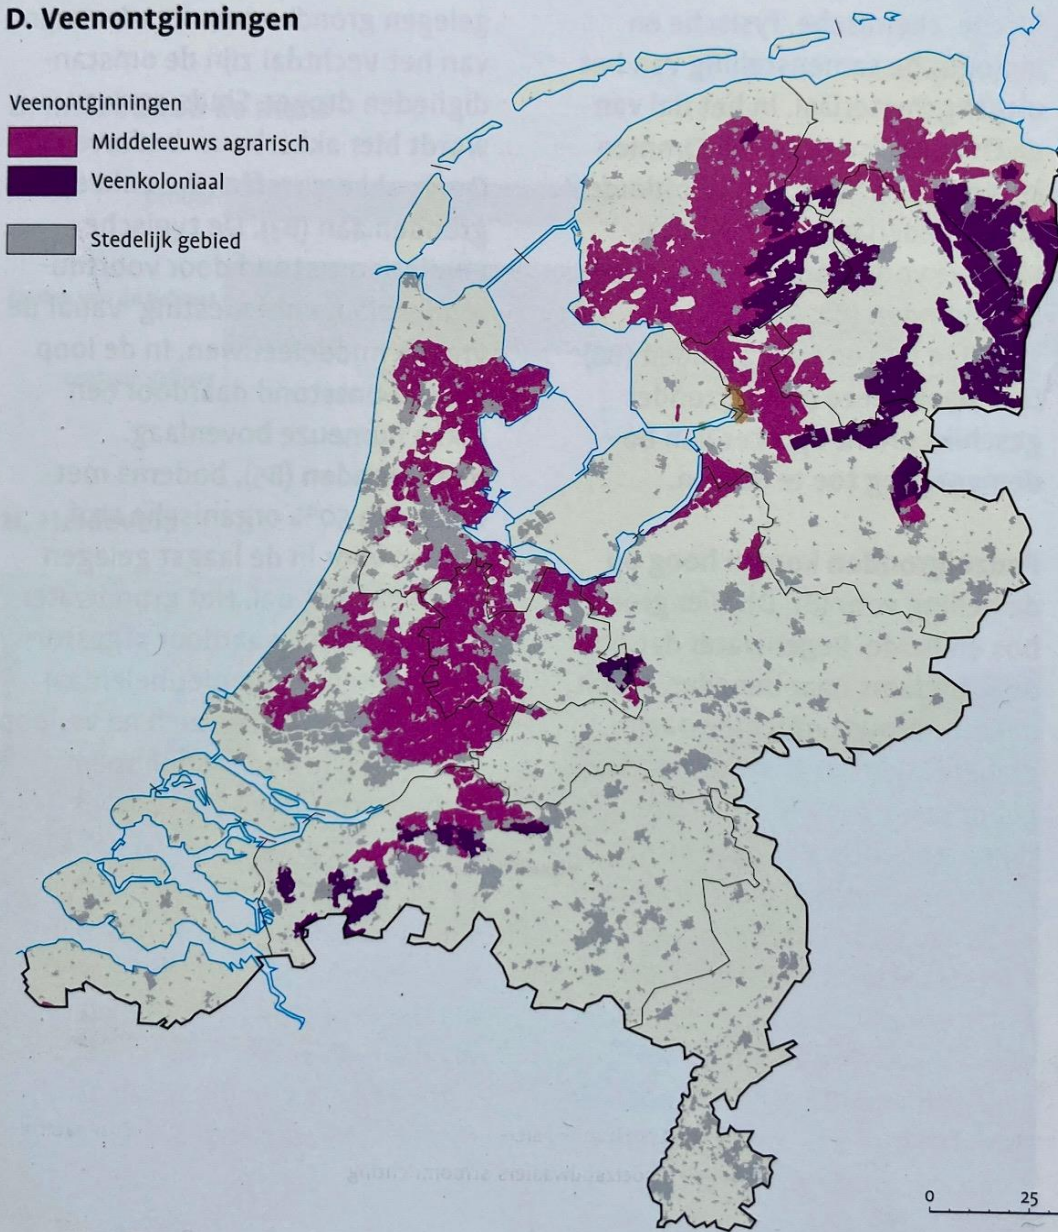 D. Veenontginningen
Veenontginningen
Middeleeuws agrarisch
Veenkoloniaal
Stedelijk gebied
0 25